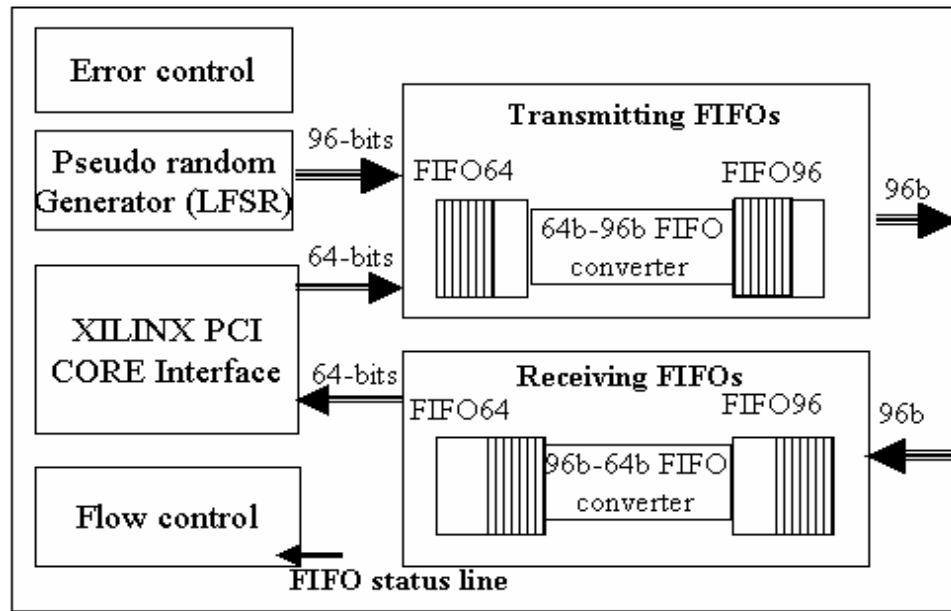 Error control
Pseudo random
Generator (LFSR)
96-bits
64-bits
XILINX PCI
CORE Interface
64-bits
Flow control
FIFO status line
Transmitting FIFOs
FIFO64
FIFO96
64b-96b FIFO
converter
96b
Receiving FIFOs
FIFO64
FIFO96
96b-64b FIFO
converter
96b